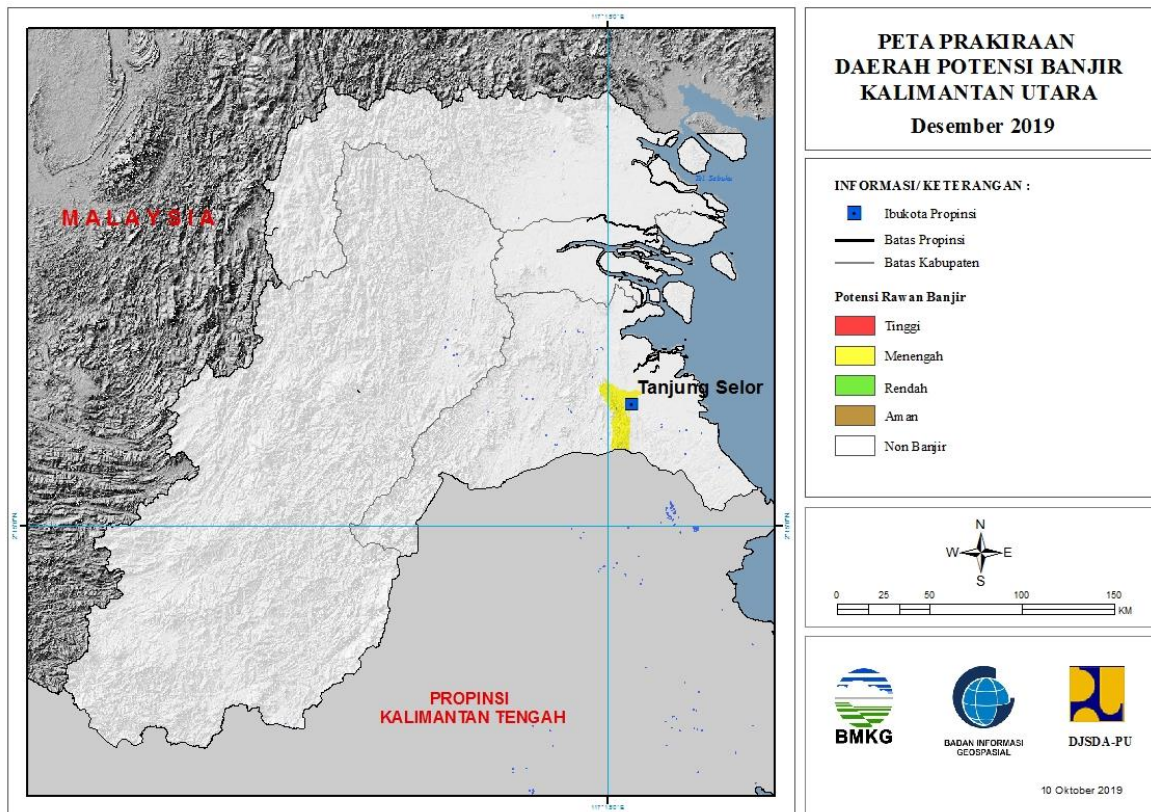 PETA PRAKIRAAN
DAERAH POTENSI BANJIR
KALIMANTAN UTARA
Desember 2019
INFORMASI/ KETERANGAN :
Ibukota Propinsi
Batas Propinsi
Batas Kabupaten
Potensi Rawan Banjir
Tinggi
Menengah
Rendah
Aman
Non Banjir
N
W E
S
0 25 50 100 150
KM
BMKG
BADAN INFORMASI
GEOSPASIAL
DJSDA-PU
10 Oktober 2019
MALAYSIA
Tanjung Selor
PROPINSI
KALIMANTAN TENGAH